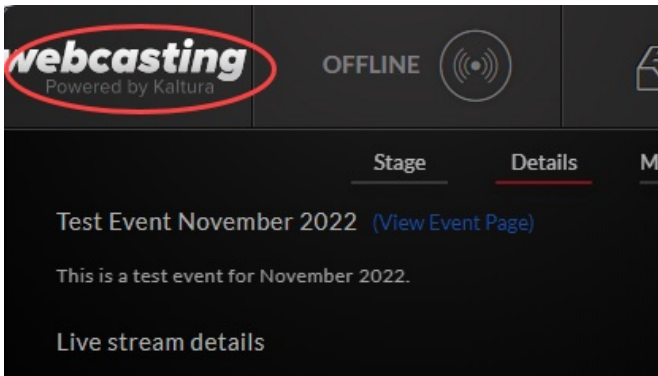 webcasting
Powered by Kaltura
OFFLINE
Stage Details M
Test Event November 2022 (View Event Page)
This is a test event for November 2022.
Live stream details